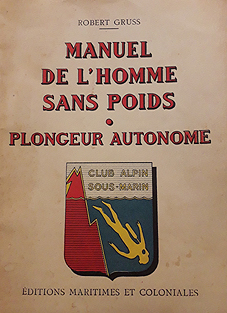 ROBERT GRUSS
MANUEL
DE L'HOMME
SANS POIDS
•
PLONGEUR AUTONOME
CLUB ALPIN
SOUS-MARIN
ÉDITIONS MARITIMES ET COLONIALES